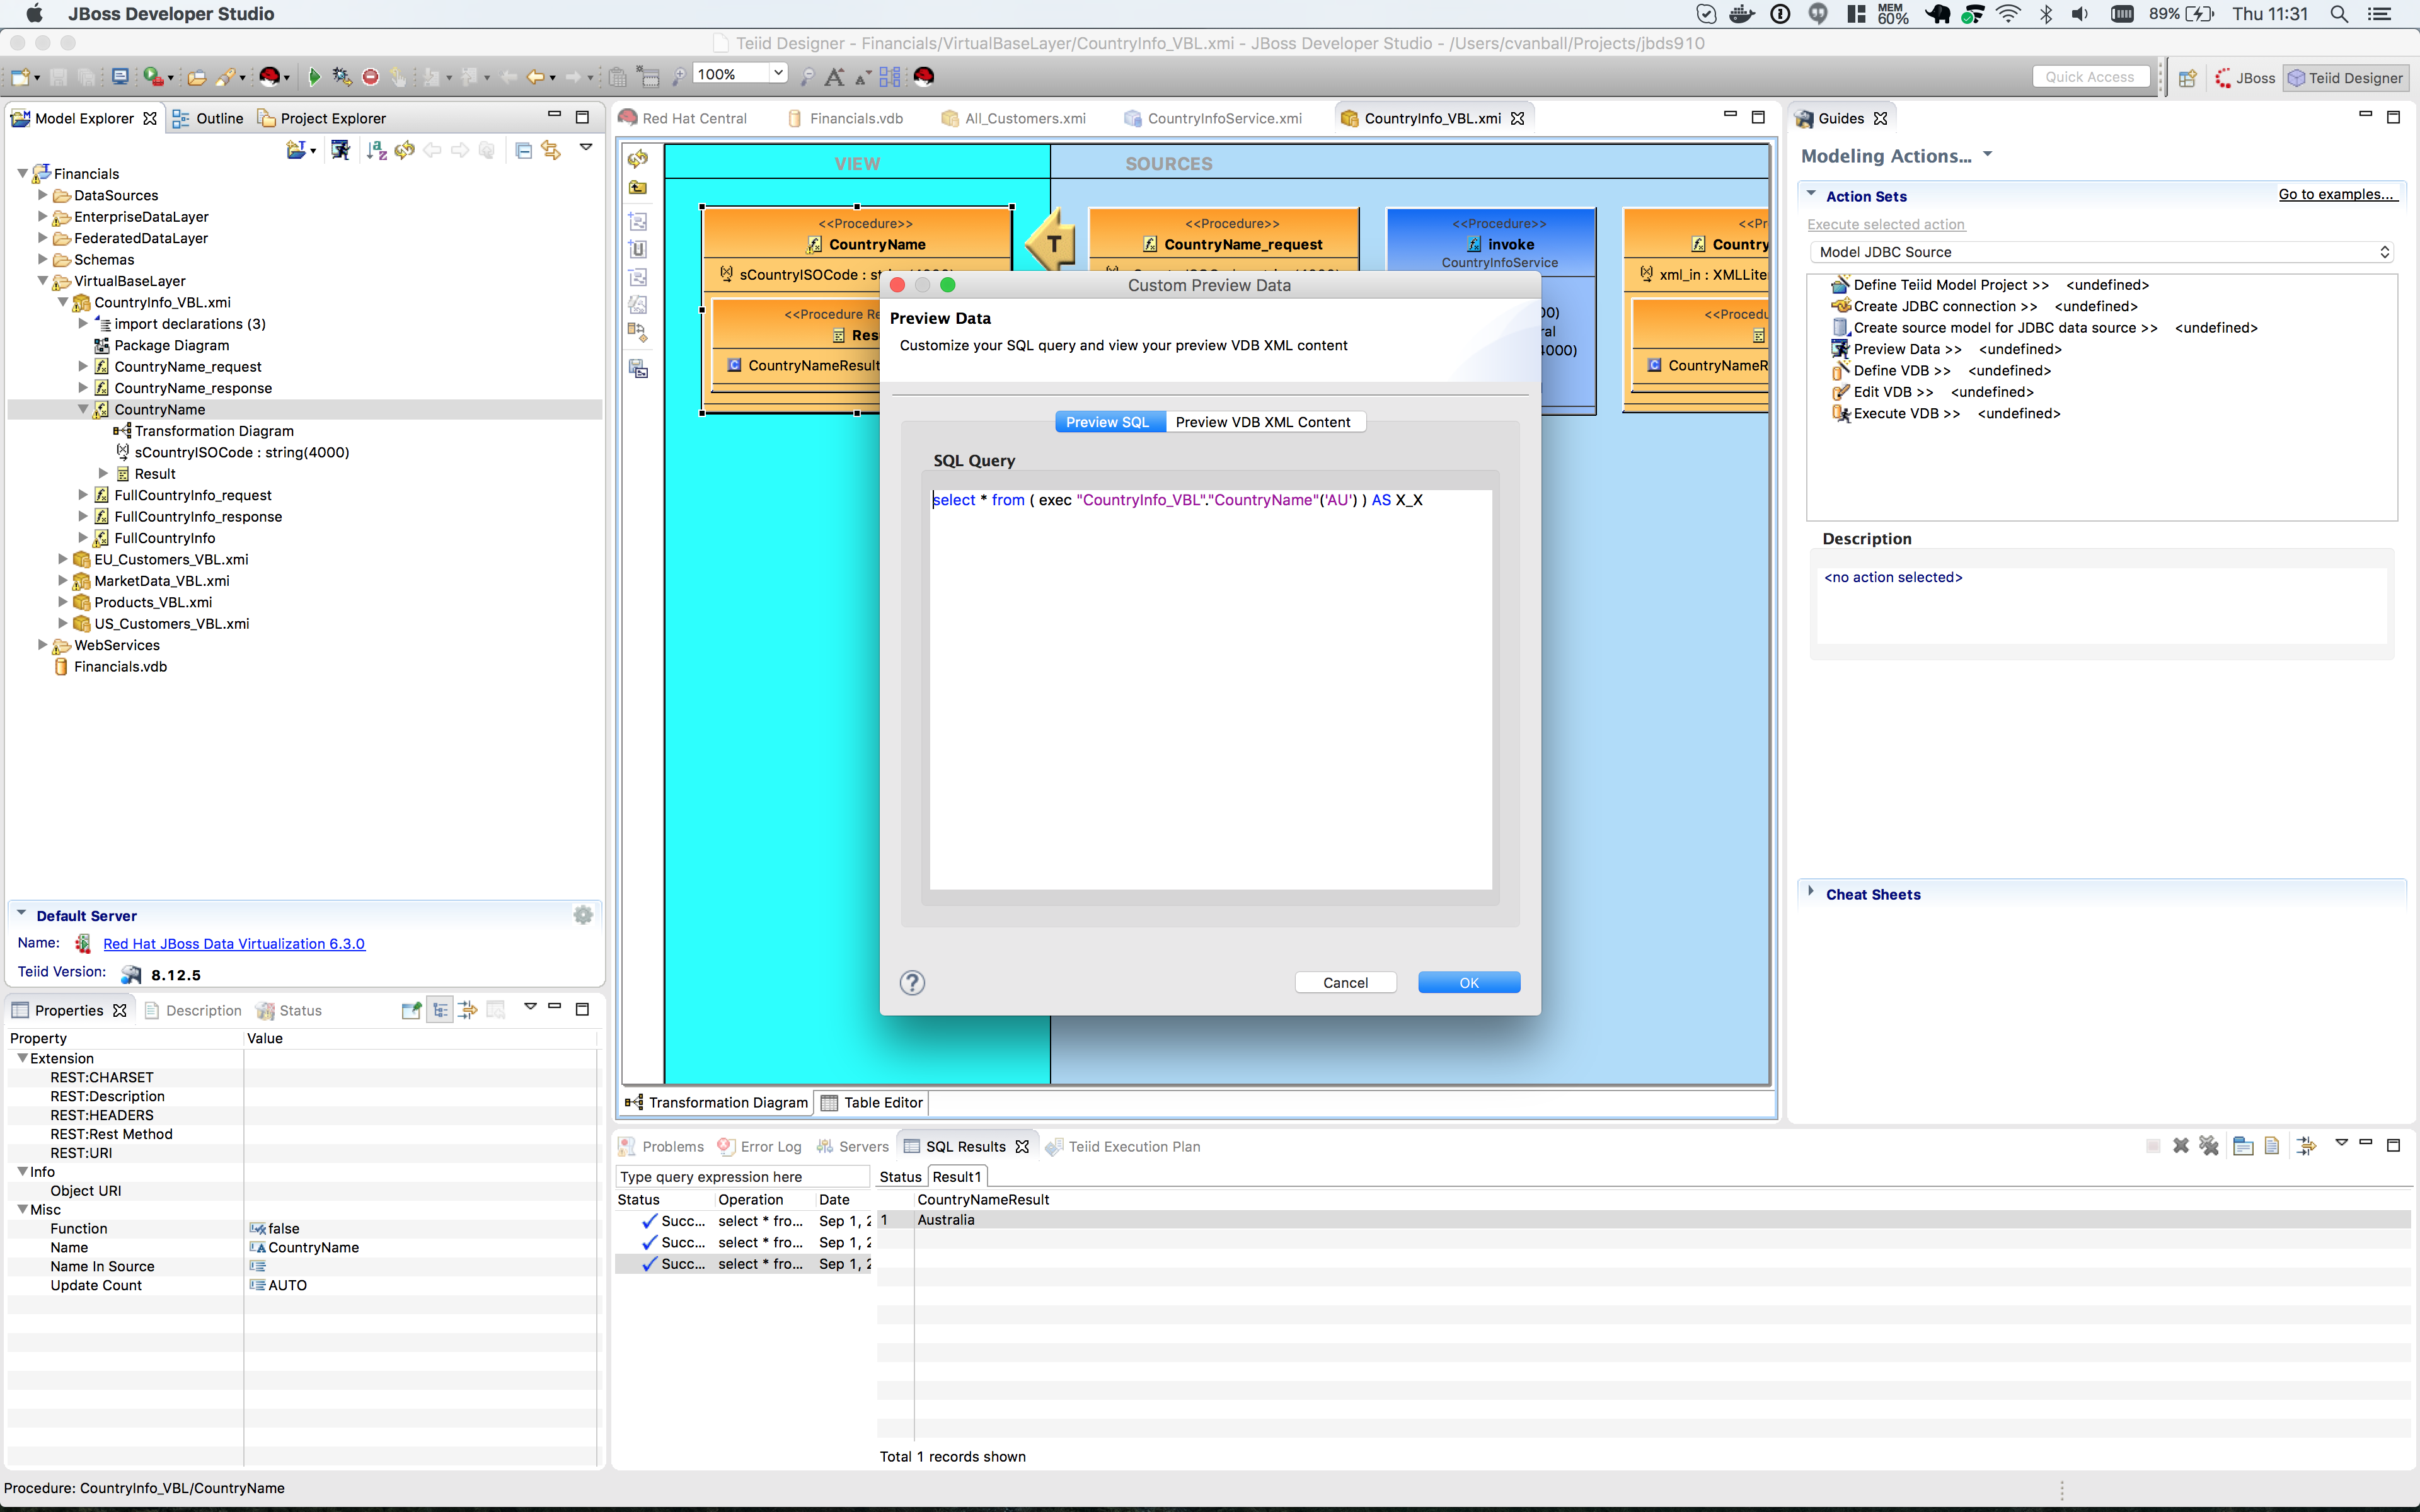 JBoss Developer Studio
MEM
60%
89%
Thu 11:31
Teiid Designer - Financials/VirtualBaseLayer/CountryInfo_VBL.xmi - JBoss Developer Studio - /Users/cvanball/Projects/jbds910
100%
Quick Access
JBoss
Teiid Designer
Model Explorer
Outline
Project Explorer
Financials
DataSources
EnterpriseDataLayer
FederatedDataLayer
Schemas
VirtualBaseLayer
CountryInfo_VBL.xmi
import declarations (3)
Package Diagram
CountryName_request
CountryName_response
CountryName
Transformation Diagram
sCountryISOCode : string(4000)
Result
FullCountryInfo_request
FullCountryInfo_response
FullCountryInfo
EU_Customers_VBL.xmi
MarketData_VBL.xmi
Products_VBL.xmi
US_Customers_VBL.xmi
WebServices
Financials.vdb
Default Server
Name: Red Hat JBoss Data Virtualization 6.3.0
Teiid Version: 8.12.5
Properties
Description
Status
Property Value
Extension
REST:CHARSET
REST:Description
REST:HEADERS
REST:Rest Method
REST:URI
Info
Object URI
Misc
Function false
Name CountryName
Name In Source
Update Count AUTO
Procedure: CountryInfo_VBL/CountryName
Red Hat Central
Financials.vdb
All_Customers.xmi
CountryInfoService.xmi
CountryInfo_VBL.xmi
VIEW
SOURCES
<<Procedure>>
CountryName
sCountryISOCode : string(4000)
<<Procedure Re
Res
CountryNameResult
T
<<Procedure>>
CountryName_request
<<Procedure>>
invoke
CountryInfoService
00)
ral
4000)
<<Pr
Country
xml_in : XMLLite
<<Proced
CountryNameR
Custom Preview Data
Preview Data
Customize your SQL query and view your preview VDB XML content
Preview SQL
Preview VDB XML Content
SQL Query
select * from ( exec "CountryInfo_VBL"."CountryName"('AU') ) AS X_X
?
Cancel
OK
Transformation Diagram
Table Editor
Problems
Error Log
Servers
SQL Results
Teiid Execution Plan
Type query expression here
Status Operation Date
Succ... select * fro... Sep 1, 2
Succ... select * fro... Sep 1, 2
Succ... select * fro... Sep 1, 2
Status
Result1
CountryNameResult
1 Australia
Total 1 records shown
Guides
Modeling Actions...
Action Sets
Go to examples...
Execute selected action
Model JDBC Source
Define Teiid Model Project >> <undefined>
Create JDBC connection >> <undefined>
Create source model for JDBC data source >> <undefined>
Preview Data >> <undefined>
Define VDB >> <undefined>
Edit VDB >> <undefined>
Execute VDB >> <undefined>
Description
<no action selected>
Cheat Sheets